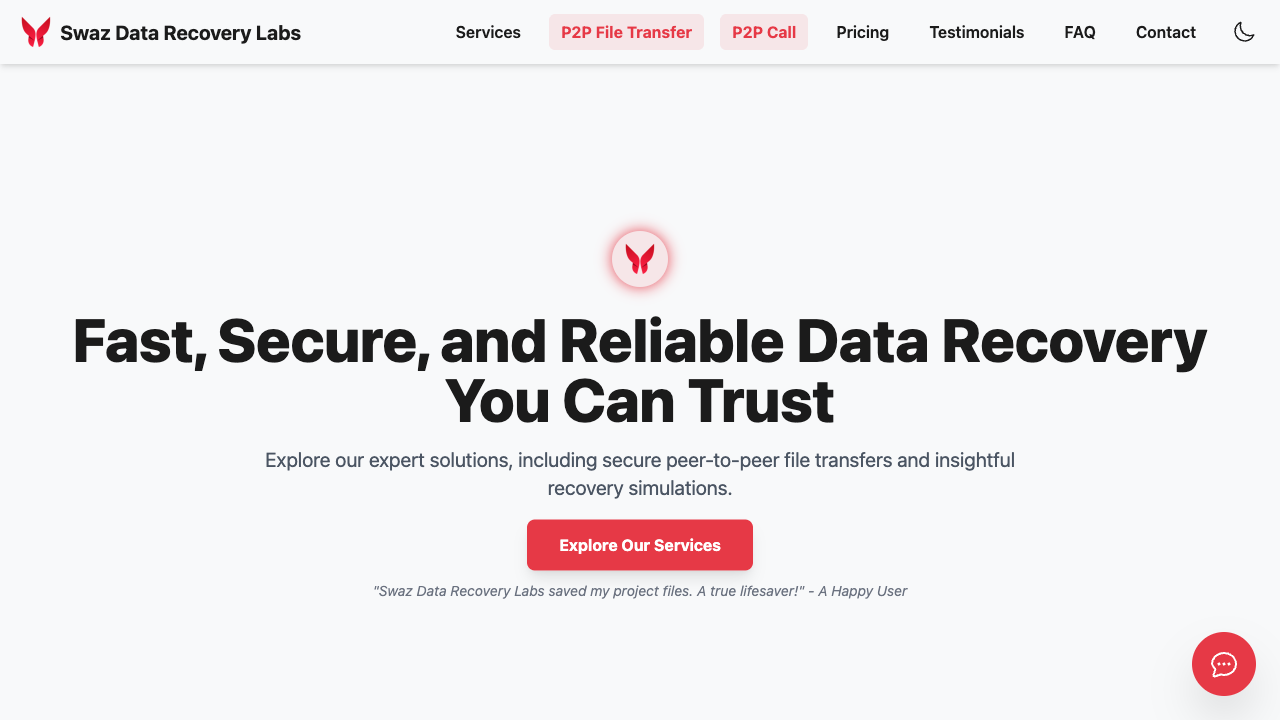 Swaz Data Recovery Labs
Services
P2P File Transfer
P2P Call
Pricing
Testimonials
FAQ
Contact
Fast, Secure, and Reliable Data Recovery
You Can Trust
Explore our expert solutions, including secure peer-to-peer file transfers and insightful
recovery simulations.
Explore Our Services
"Swaz Data Recovery Labs saved my project files. A true lifesaver!" - A Happy User